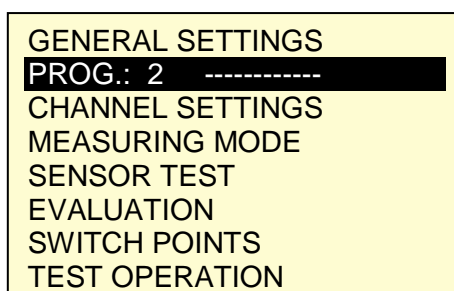 GENERAL SETTINGS
PROG.: 2 ------------
CHANNEL SETTINGS
MEASURING MODE
SENSOR TEST
EVALUATION
SWITCH POINTS
TEST OPERATION